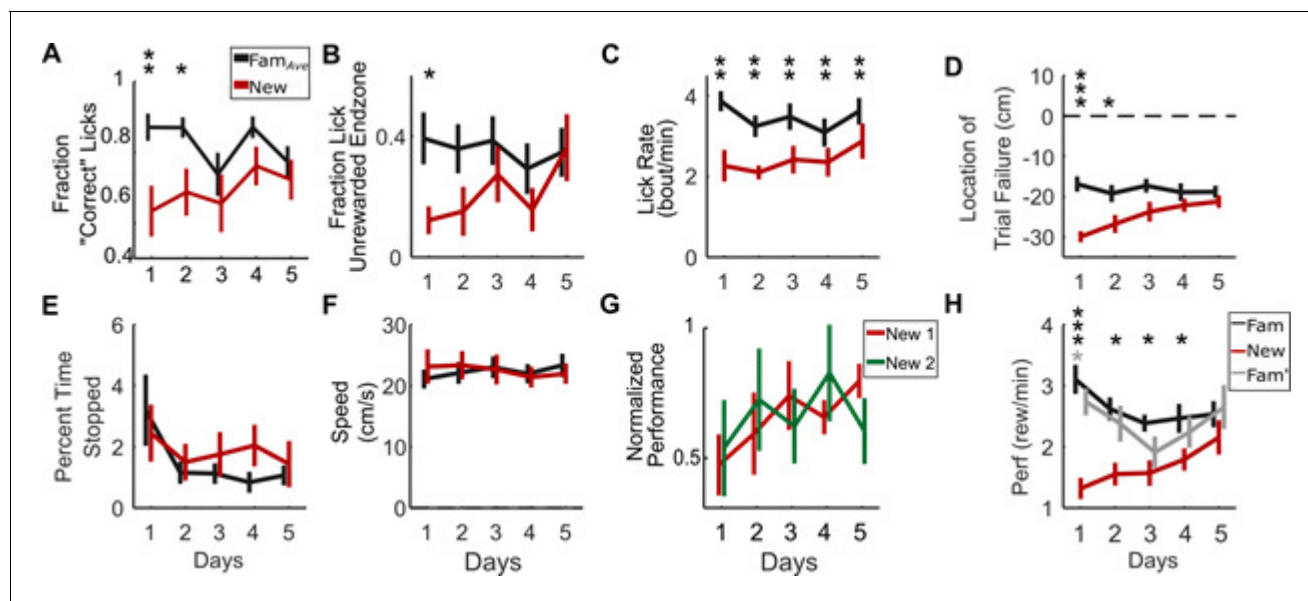 A
* *
*
Fam Ave
New
Fraction
"Correct" Licks
1
0.8
0.6
0.4
1 2 3 4 5
B
*
Fraction Lick
Unrewarded Endzone
0.4
0
1 2 3 4 5
C
** ** ** ** **
Lick Rate
(bout/min)
4
2
0
1 2 3 4 5
D
***
*
Location of
Trial Failure (cm)
10
0
-10
-20
-30
1 2 3 4 5
E
Percent Time
Stopped
6
4
2
0
1 2 3 4 5
Days
F
Speed
(cm/s)
30
20
10
0
1 2 3 4 5
Days
G
New 1
New 2
Normalized
Performance
1
0.5
1 2 3 4 5
Days
H
***
*
* * *
Fam
New
Fam'
Perf (rew/min)
4
3
2
1
1 2 3 4 5
Days